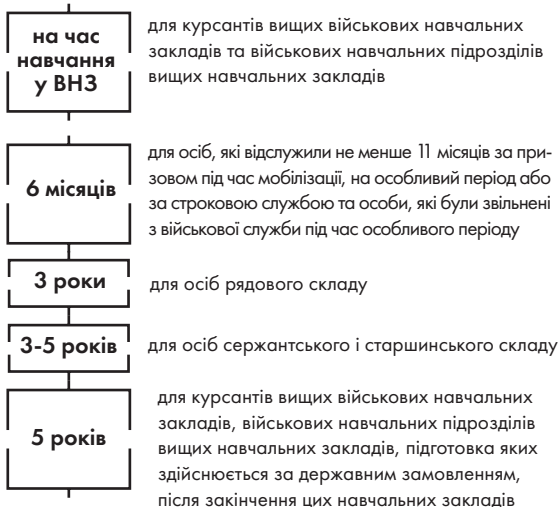 на час
навчання
у ВНЗ
для курсантів вищих військових навчальних
закладів та військових навчальних підрозділів
вищих навчальних закладів
6 місяців
для осіб, які відслужили не менше 11 місяців за при-
зовом під час мобілізації, на особливий період або
за строковою службою та особи, які були звільнені
з військової служби під час особливого періоду
3 роки
для осіб рядового складу
3-5 років
для осіб сержантського і старшинського складу
5 років
для курсантів вищих військових навчальних
закладів, військових навчальних підрозділів
вищих навчальних закладів, підготовка яких
здійснюється за державним замовленням,
після закінчення цих навчальних закладів